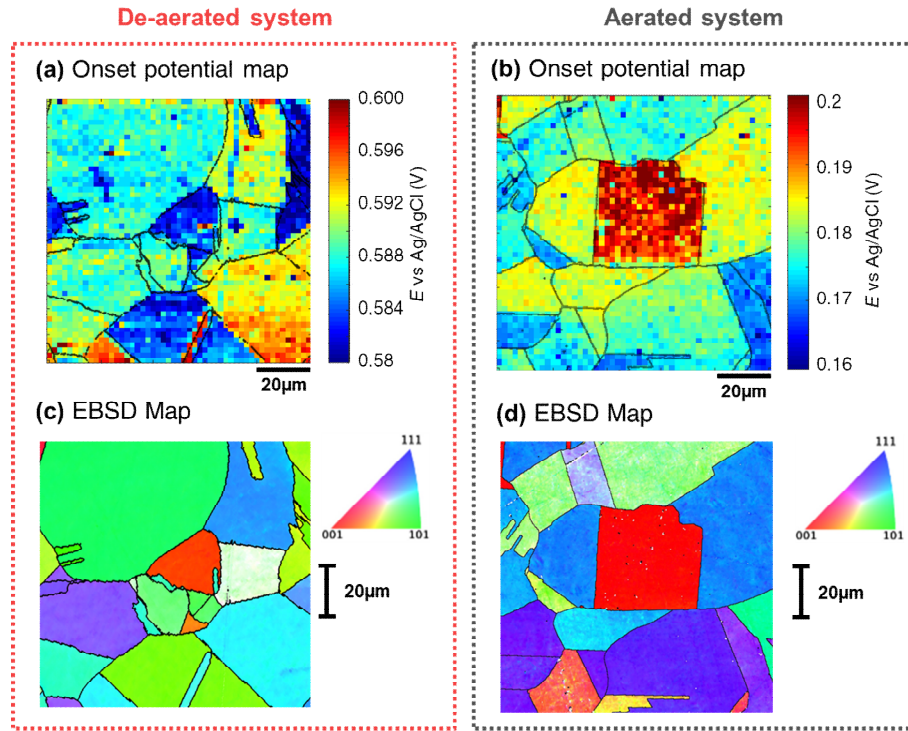 De-aerated system
Aerated system
(a) Onset potential map
0.600
0.596
0.592
0.588
0.584
0.58
E vs Ag/AgCl (V)
20μm
(b) Onset potential map
0.2
0.19
0.18
0.17
0.16
E vs Ag/AgCl (V)
20μm
(c) EBSD Map
111
001
101
20μm
(d) EBSD Map
111
001
101
20μm